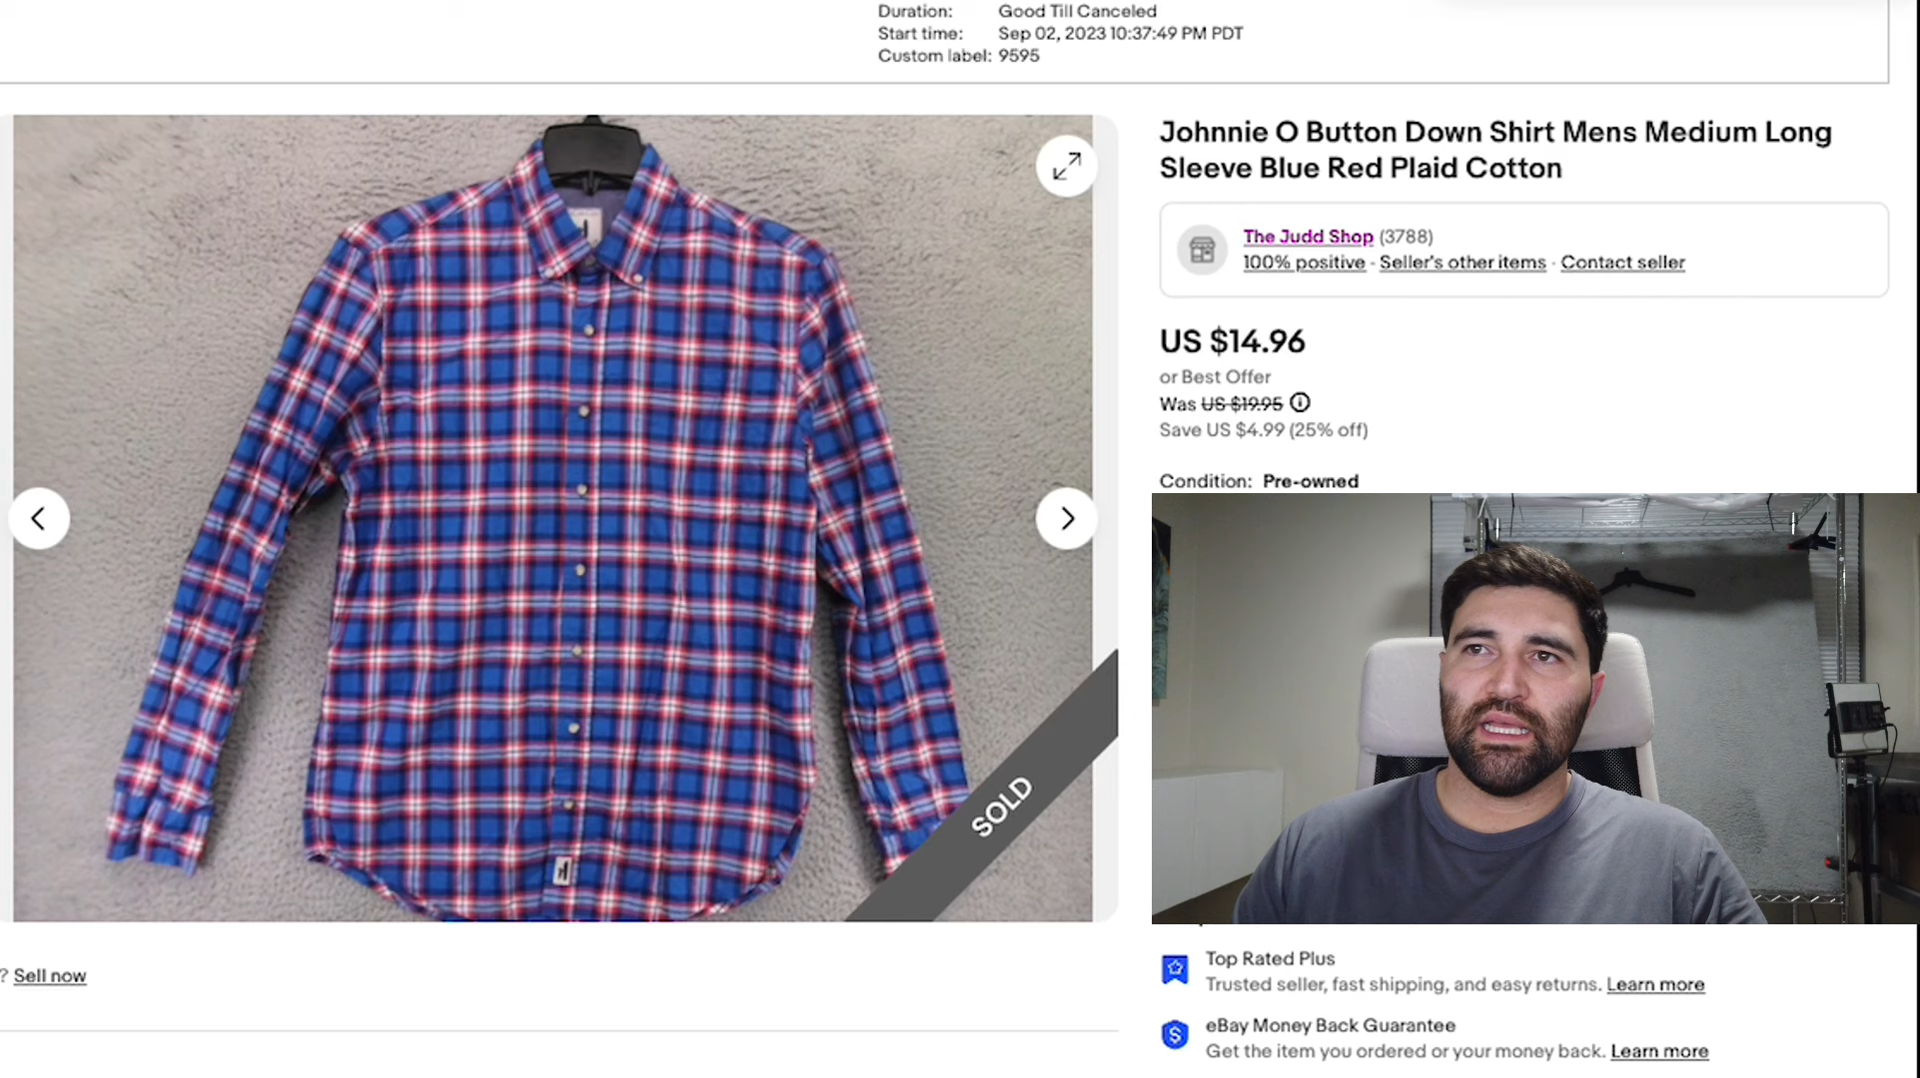 Duration: Good Till Canceled
Start time: Sep 02, 2023 10:37:49 PM PDT
Custom label: 9595
Johnnie O Button Down Shirt Mens Medium Long
Sleeve Blue Red Plaid Cotton
The Judd Shop (3788)
100% positive · Seller's other items · Contact seller
US $14.96
or Best Offer
Was US $19.95
Save US $4.99 (25% off)
Condition: Pre-owned
SOLD
? Sell now
Top Rated Plus
Trusted seller, fast shipping, and easy returns. Learn more
eBay Money Back Guarantee
Get the item you ordered or your money back. Learn more